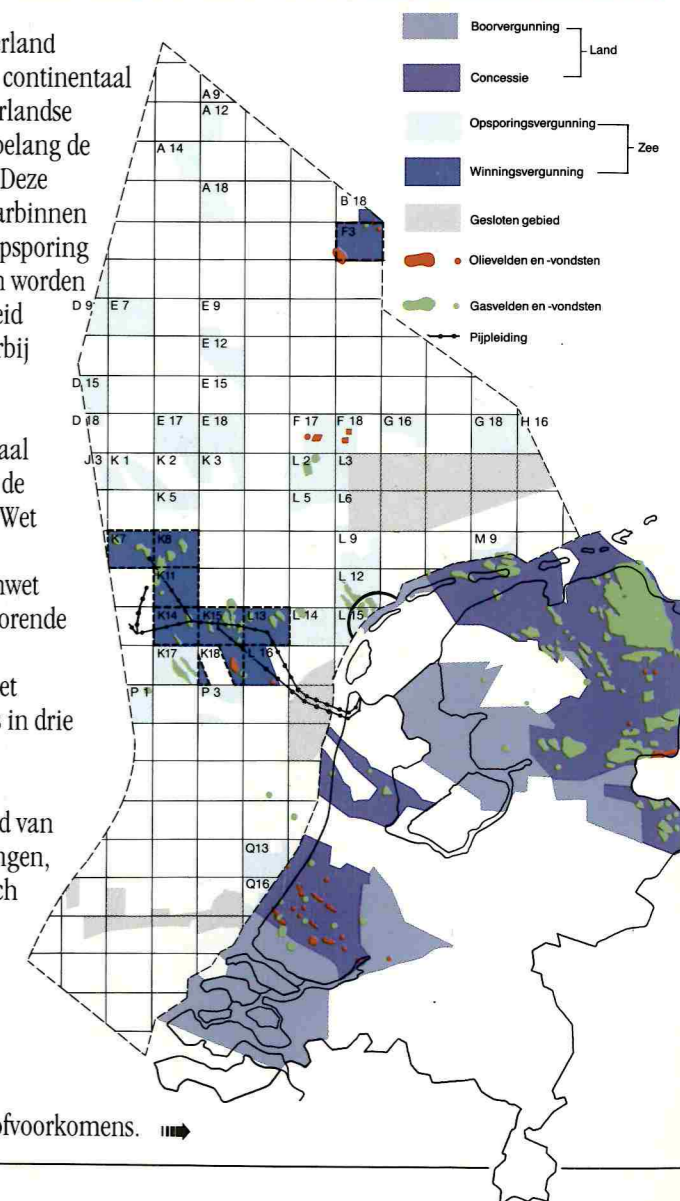 erland
continentaal
erlandse
belang de
Deze
arbinnen
psporing
n worden
eid
rbij
aal
de
Wet
nwet
orende
et
s in drie
d van
ngen,
ch
ofvoorkomens.
Boorvergunning
Land
Concessie
Opsporingsvergunning
Zee
Winningsvergunning
Gesloten gebied
Olievelden en -vondsten
Gasvelden en -vondsten
Pijpleiding
A 9
A 12
A 14
A 18
B 18
F3
D 9 E 7 E 9
E 12
D 15 E 15
D 18 E 17 E 18 F 17 F 18 G 16 G 18 H 16
J 3 K 1 K 2 K 3 L 2 L3
K 5 L 5 L6
K7 K8 L 9 M 9
K11 L 12
K14 K15 L13 L 14 L 15
K17 K18 L 16
P 1 P 3
Q13
Q16